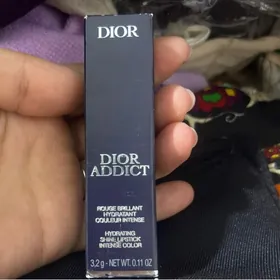 DIOR
DIOR
ADDICT
ROUGE BRILLANT
HYDRATANT
COULEUR INTENSE
HYDRATING
SHINE LIPSTICK
INTENSE COLOR
3,2 g - NET WT. 0.11 OZ